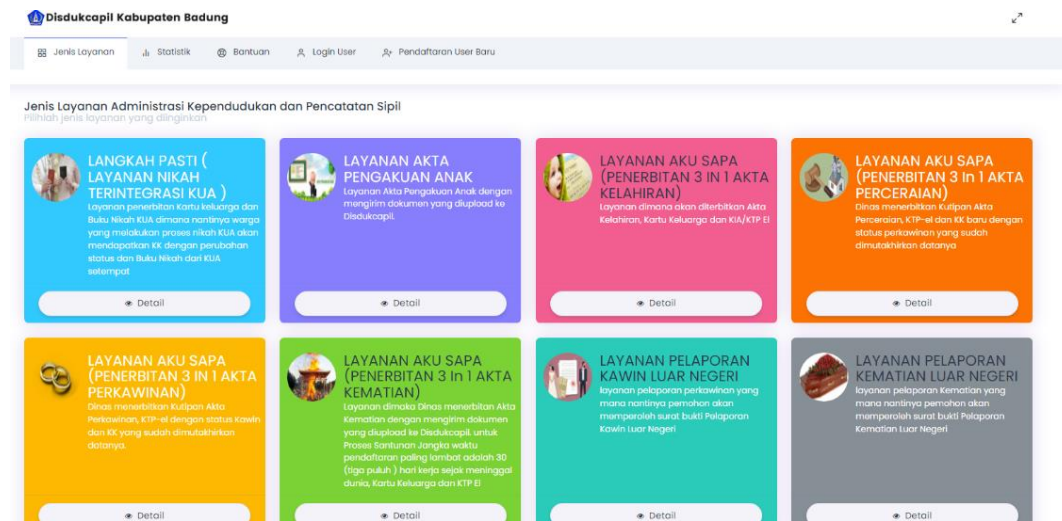 Disdukcapil Kabupaten Badung
Jenis Layanan
Statistik
Bantuan
Login User
Pendaftaran User Baru
Jenis Layanan Administrasi Kependudukan dan Pencatatan Sipil
Pilihlah jenis layanan yang diinginkan
LANGKAH PASTI (
LAYANAN NIKAH
TERINTEGRASI KUA )
Layanan penerbitan Kartu keluarga dan
Buku Nikah KUA dimana nantinya warga
yang melakukan proses nikah KUA akan
mendapatkan KK dengan perubahan
status dan Buku Nikah dari KUA
setempat
Detail
LAYANAN AKTA
PENGAKUAN ANAK
Layanan Akta Pengakuan Anak dengan
mengirim dokumen yang diupload ke
Disdukcapil.
Detail
LAYANAN AKU SAPA
(PENERBITAN 3 IN 1 AKTA
KELAHIRAN)
Layanan dimana akan diterbitkan Akta
Kelahiran, Kartu Keluarga dan KIA/KTP El
Detail
LAYANAN AKU SAPA
(PENERBITAN 3 In 1 AKTA
PERCERAIAN)
Dinas menerbitkan Kutipan Akta
Perceraian, KTP-el dan KK baru dengan
status perkawinan yang sudah
dimutakhirkan datanya
Detail
LAYANAN AKU SAPA
(PENERBITAN 3 IN 1 AKTA
PERKAWINAN)
Dinas menerbitkan Kutipan Akta
Perkawinan, KTP-el dengan status Kawin
dan KK yang sudah dimutakhirkan
datanya.
Detail
LAYANAN AKU SAPA
(PENERBITAN 3 In 1 AKTA
KEMATIAN)
Layanan dimaka Dinas menerbitan Akta
Kematian dengan mengirim dokumen
yang diupload ke Disdukcapil. untuk
Proses Santunan Jangka waktu
pendaftaran paling lambat adalah 30
(tiga puluh ) hari kerja sejak meninggal
dunia, Kartu Keluarga dan KTP El
Detail
LAYANAN PELAPORAN
KAWIN LUAR NEGERI
layanan pelaporan perkawinan yang
mana nantinya pemohon akan
memperoleh surat bukti Pelaporan
Kawin Luar Negeri
Detail
LAYANAN PELAPORAN
KEMATIAN LUAR NEGERI
layanan pelaporan Kematian yang
mana nantinya pemohon akan
memperoleh surat bukti Pelaporan
Kematian Luar Negeri
Detail